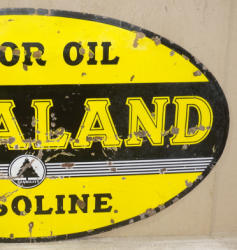 OR OIL
ALAND
SOLINE